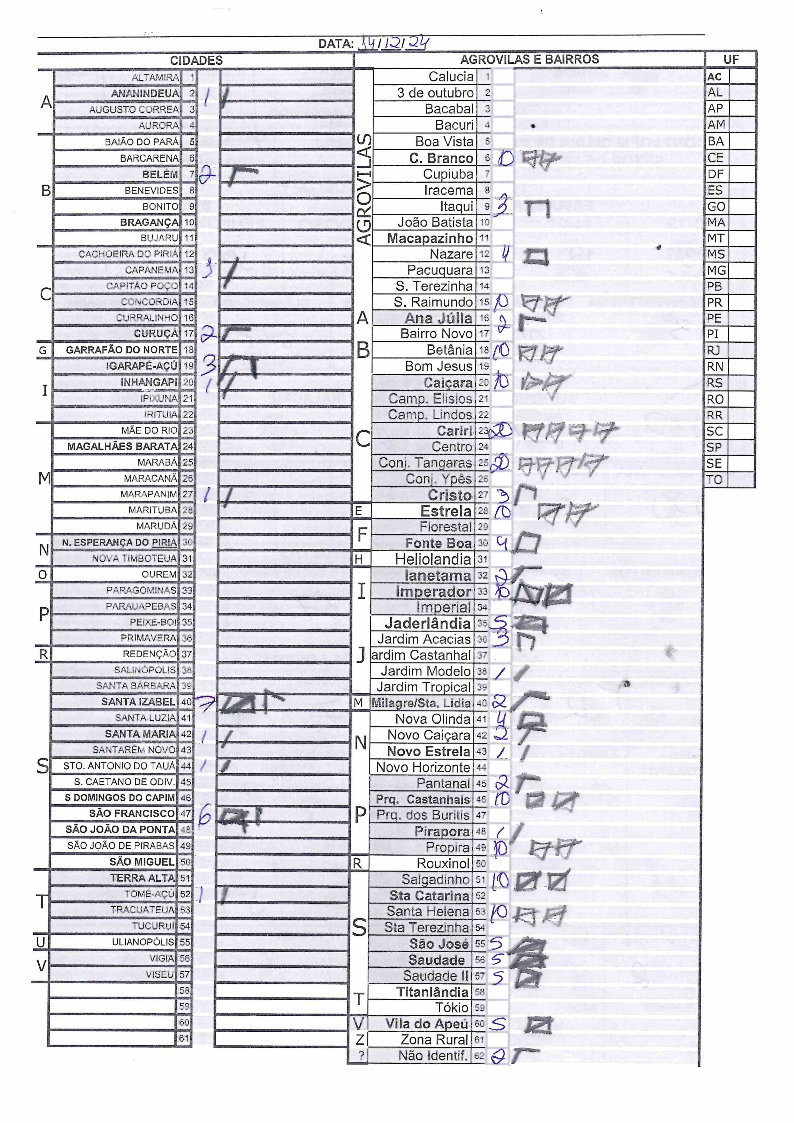 DATA: 14/12/24
CIDADES
A
ALTAMIRA 1
ANANINDEUA 2 1
AUGUSTO CORREA 3
AURORA 4
B
BAIÃO DO PARÁ 5
BARCARENA 6
BELÉM 7 2
BENEVIDES 8
BONITO 9
BRAGANÇA 10
BUJARU 11
C
CACHOEIRA DO PIRIA 12
CAPANEMA 13 3
CAPITÃO POÇO 14
CONCORDIA 15
CURRALINHO 16
CURUÇA 17 2
G GARRAFÃO DO NORTE 18
I
IGARAPÉ-AÇÚ 19 3
INHANGAPI 20 1
IPIXUNA 21
IRITUIA 22
M
MÃE DO RIO 23
MAGALHÃES BARATA 24
MARABÁ 25
MARACANÃ 26
MARAPANIM 27 1
MARITUBA 28
MARUDÁ 29
N
N. ESPERANÇA DO PIRIA 30
NOVA TIMBOTEUA 31
O OUREM 32
P
PARAGOMINAS 33
PARAUAPEBAS 34
PEIXE-BOI 35
PRIMAVERA 36
R REDENÇÃO 37
S
SALINÓPOLIS 38
SANTA BÁRBARA 39
SANTA IZABEL 40 7
SANTA LUZIA 41
SANTA MARIA 42 1
SANTARÉM NOVO 43
STO. ANTONIO DO TAUÁ 44 1
S. CAETANO DE ODIV. 45
S DOMINGOS DO CAPIM 46
SÃO FRANCISCO 47 6
SÃO JOÃO DA PONTA 48
SÃO JOÃO DE PIRABAS 49
SÃO MIGUEL 50
T
TERRA ALTA 51
TOMÉ-AÇÚ 52 1
TRACUATEUA 53
TUCURUI 54
U ULIANOPÓLIS 55
V
VIGIA 56
VISEU 57
58
59
60
61
AGROVILAS E BAIRROS
AGROVILAS
Calucia 1
3 de outubro 2
Bacabal 3
Bacuri 4
Boa Vista 5
C. Branco 6 10
Cupiuba 7
Iracema 8
Itaqui 9 3
João Batista 10
Macapazinho 11
Nazare 12 4
Pacuquara 13
S. Terezinha 14
S. Raimundo 15 10
A Ana Júlia 16 2
B
Bairro Novo 17
Betânia 18 10
Bom Jesus 19
C
Caiçara 20 10
Camp. Elisios 21
Camp. Lindos 22
Cariri 23 20
Centro 24
Conj. Tangaras 25 20
Conj. Ypês 26
Cristo 27 3
E Estrela 28 10
F
Florestal 29
Fonte Boa 30 4
H Heliolandia 31
I
Ianetama 32 2
Imperador 33 10
Imperial 34
J
Jaderlândia 35 5
Jardim Acacias 36 3
ardim Castanhal 37
Jardim Modelo 38 1
Jardim Tropical 39
M Milagre/Sta. Lidia 40 2
N
Nova Olinda 41 4
Novo Caiçara 42 2
Novo Estrela 43 1
Novo Horizonte 44
P
Pantanal 45 2
Prq. Castanhais 46 10
Prq. dos Buritis 47
Pirapora 48 1
Propira 49 10
R Rouxinol 50
S
Salgadinho 51 10
Sta Catarina 52
Santa Helena 53 10
Sta Terezinha 54
São José 55 5
Saudade 56 5
Saudade II 57 5
T
Titanlândia 58
Tókio 59
V Vila do Apeú 60 5
Z Zona Rural 61
? Não Identif. 62 2
UF
AC
AL
AP
AM
BA
CE
DF
ES
GO
MA
MT
MS
MG
PB
PR
PE
PI
RJ
RN
RS
RO
RR
SC
SP
SE
TO